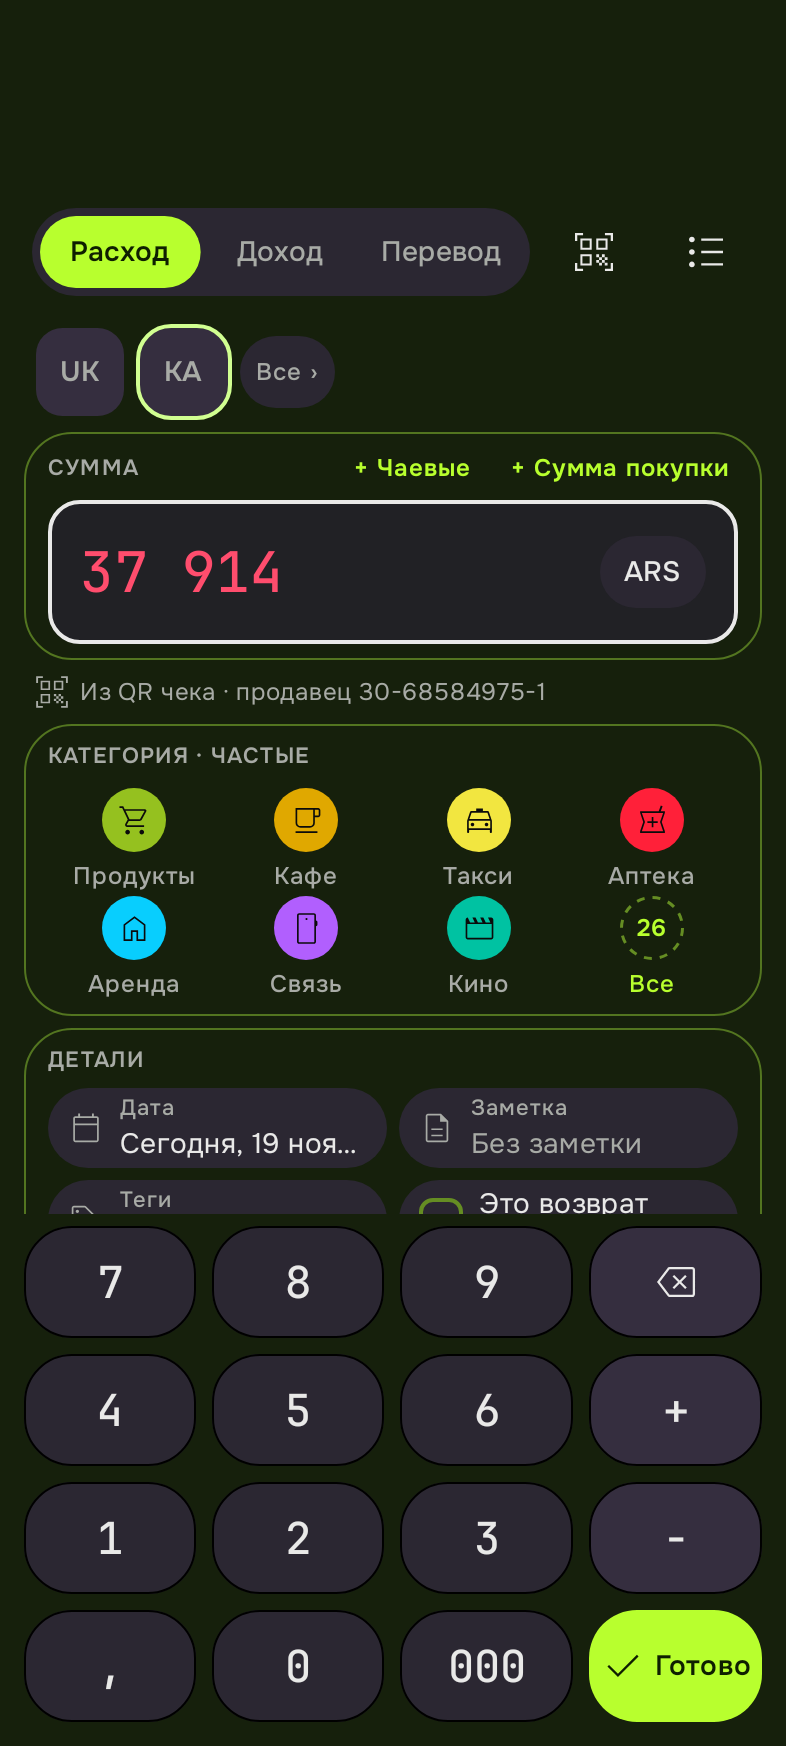 Расход Доход Перевод
UK KA Все ›
СУММА + Чаевые + Сумма покупки
37 914 ARS
Из QR чека · продавец 30-68584975-1
КАТЕГОРИЯ · ЧАСТЫЕ
26
Продукты Кафе Такси Аптека
Аренда Связь Кино Все
ДЕТАЛИ
Дата Заметка
Сегодня, 19 ноя... Без заметки
Теги Это возврат
7 8 9
4 5 6 +
1 2 3 -
, 0 000 Готово